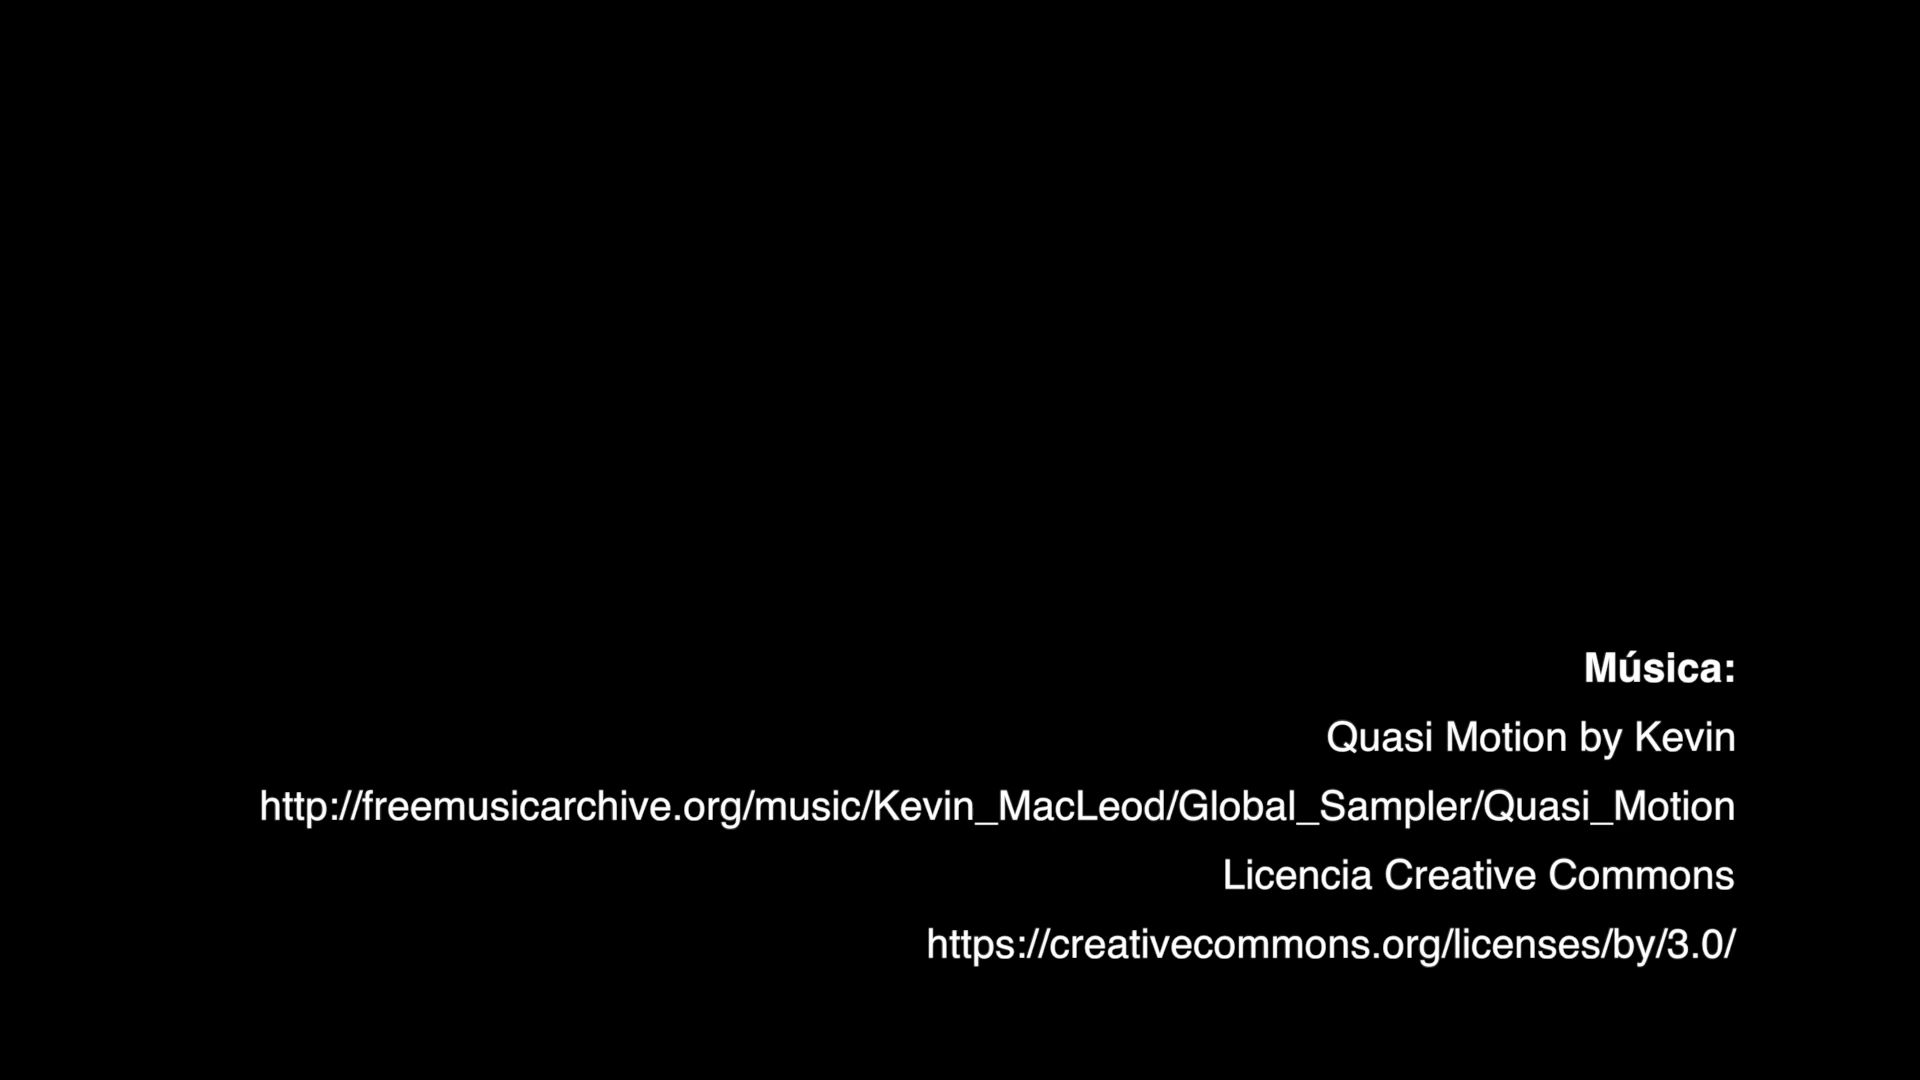 Música:
Quasi Motion by Kevin
http://freemusicarchive.org/music/Kevin_MacLeod/Global_Sampler/Quasi_Motion
Licencia Creative Commons
https://creativecommons.org/licenses/by/3.0/